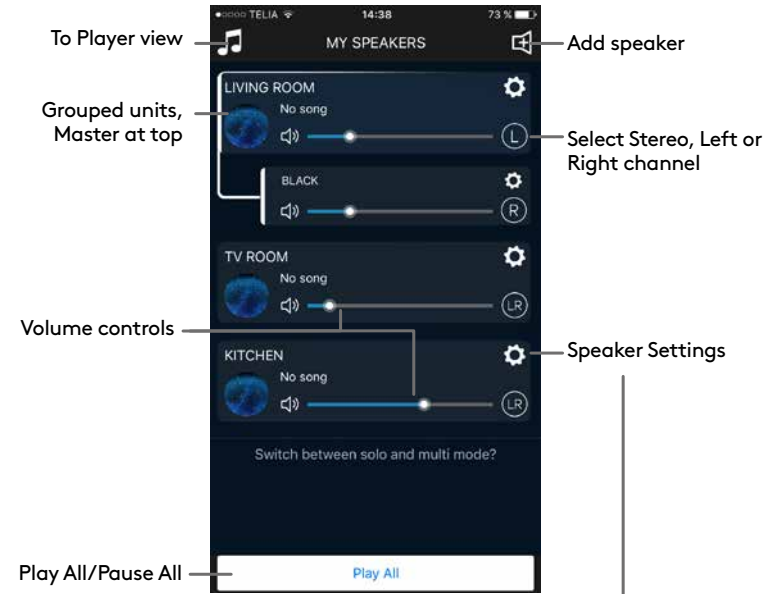 TELIA 14:38 73 %
To Player view
MY SPEAKERS
Add speaker
LIVING ROOM
No song
Grouped units,
Master at top
L
Select Stereo, Left or
Right channel
BLACK
R
TV ROOM
No song
LR
Volume controls
KITCHEN
Speaker Settings
No song
LR
Switch between solo and multi mode?
Play All/Pause All
Play All